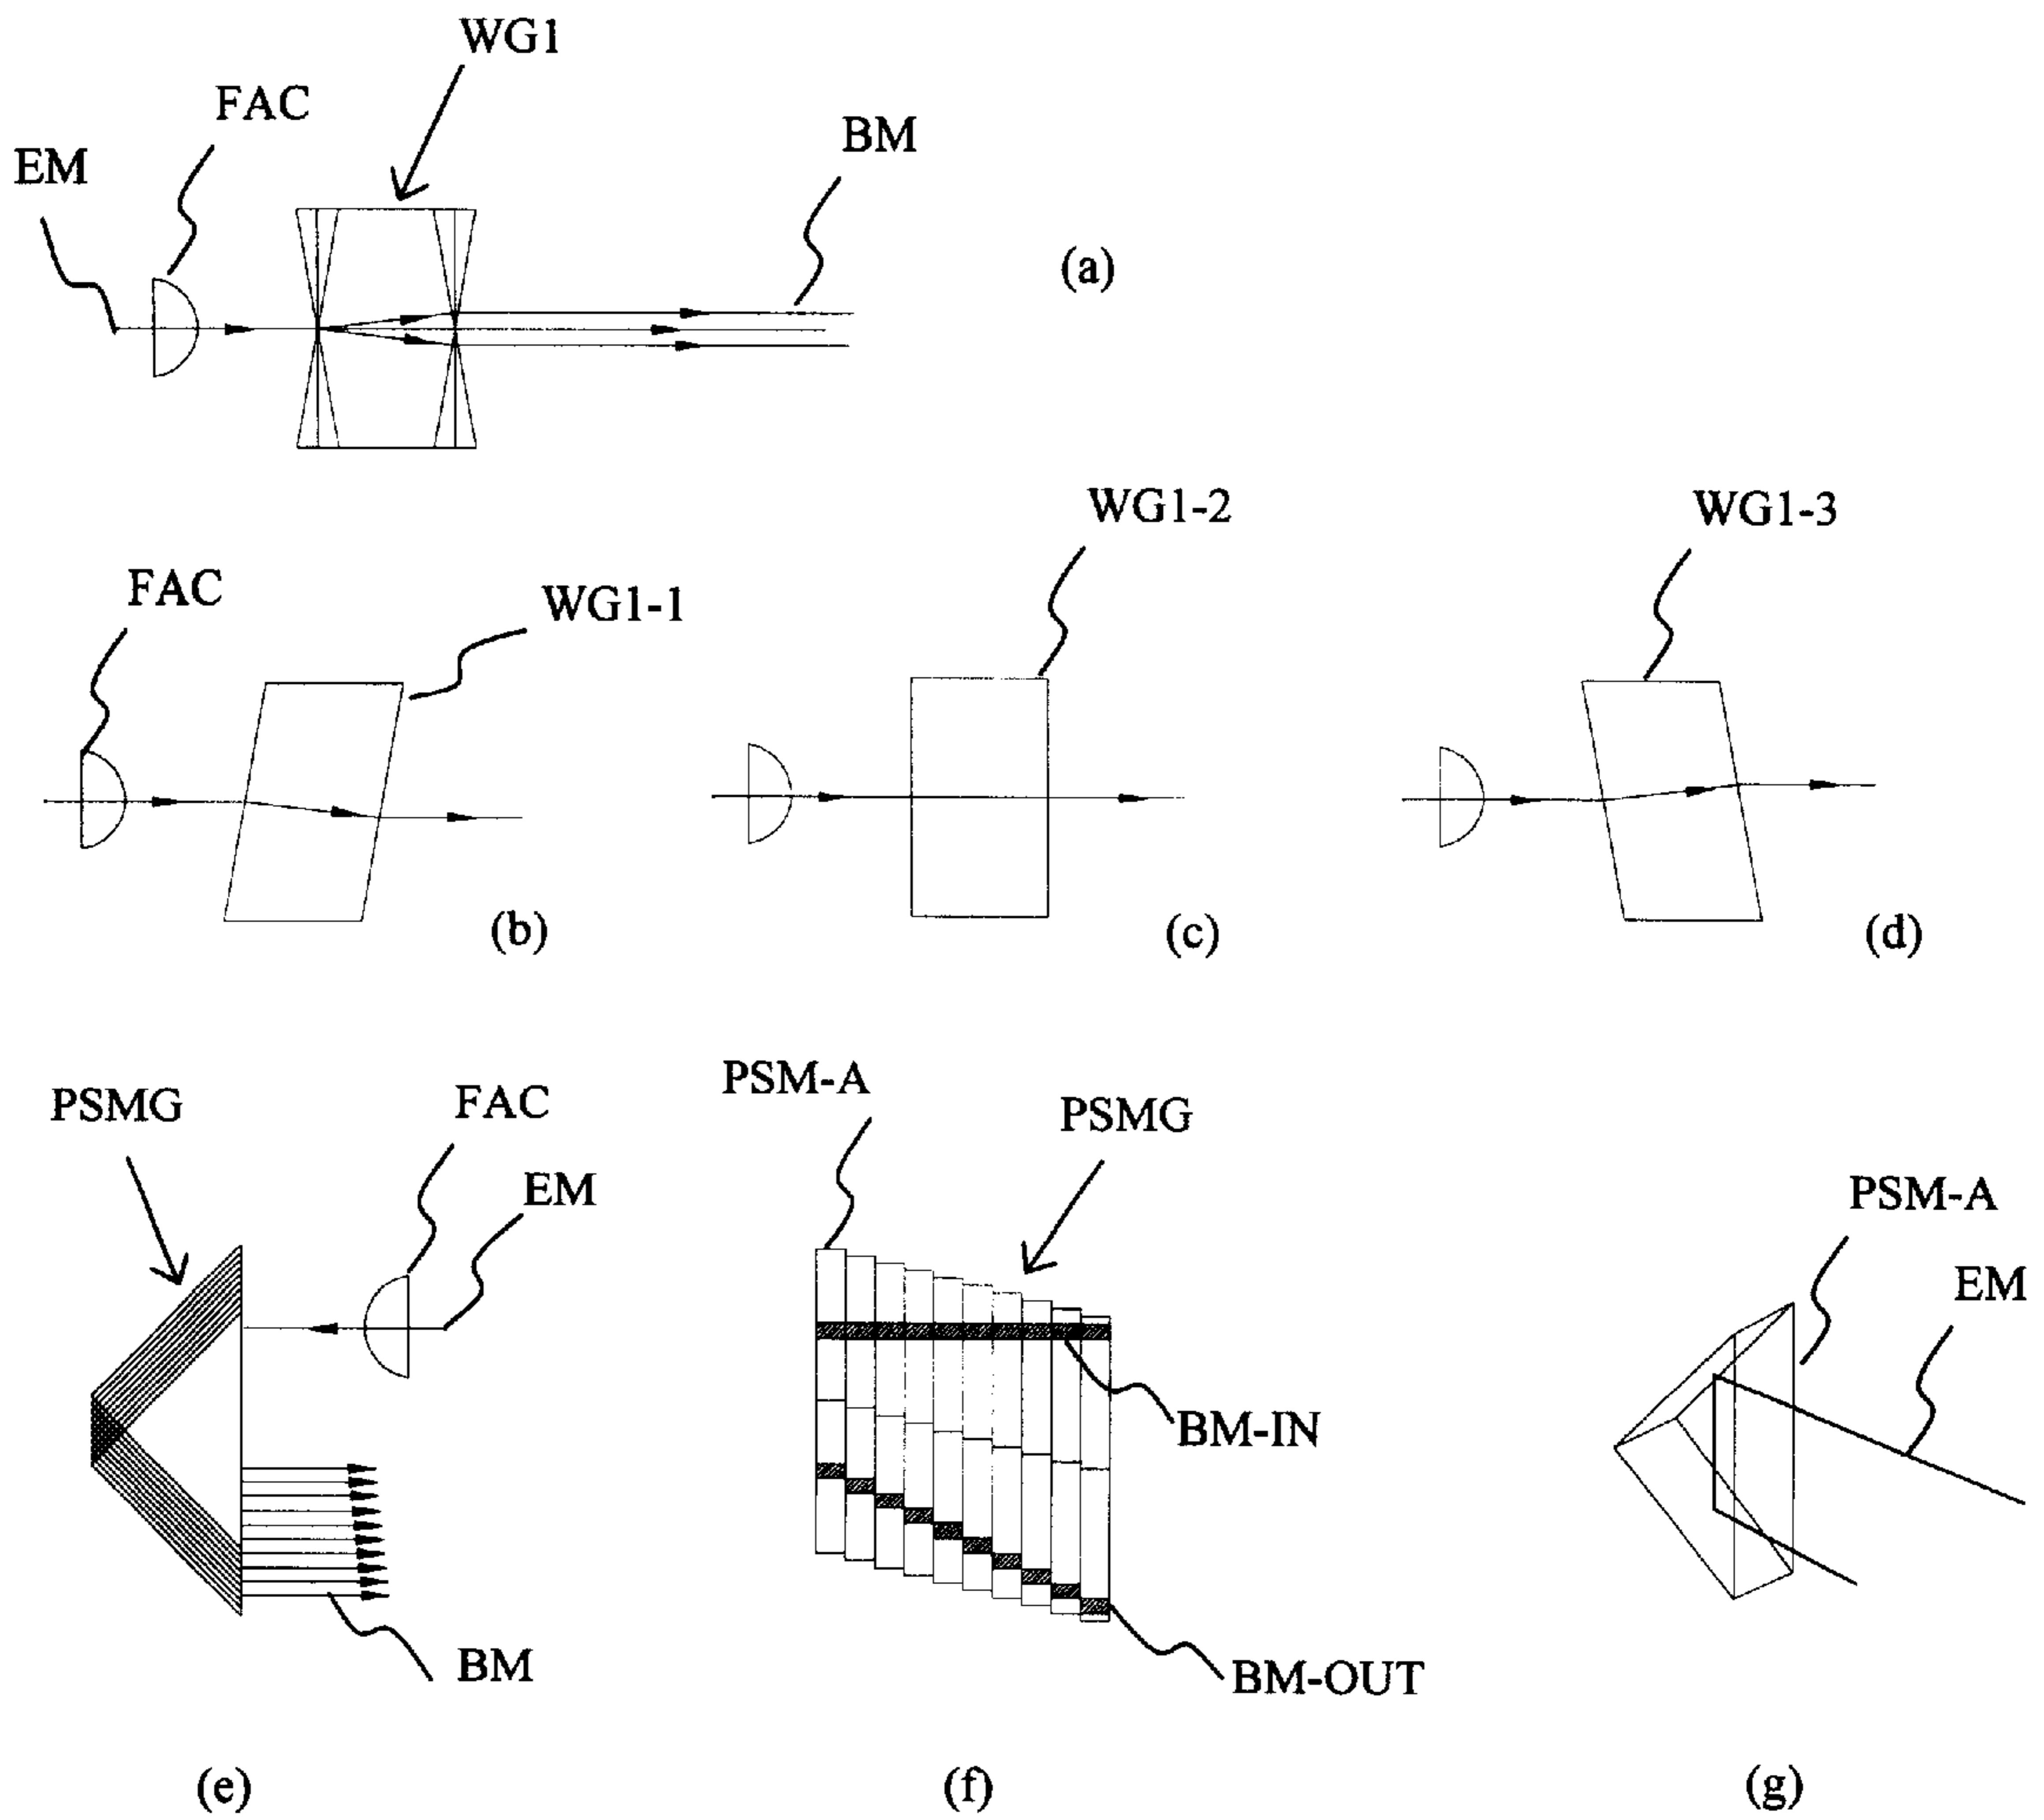 WG1
FAC
BM
EM
(a)
WG1-2
WG1-3
FAC
WG1-1
(b)
(c)
(d)
PSM-A
PSMG
FAC
PSMG
EM
PSM-A
EM
BM-IN
BM
BM-OUT
(e)
(f)
(g)